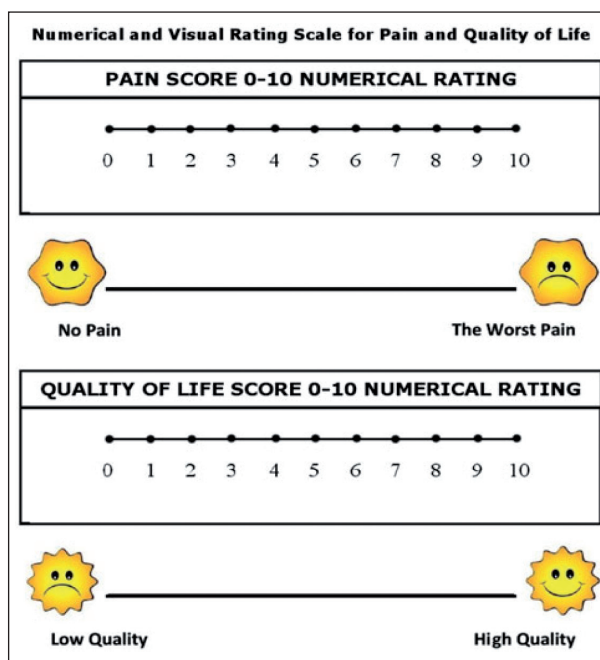 Numerical and Visual Rating Scale for Pain and Quality of Life
PAIN SCORE 0-10 NUMERICAL RATING
0 1 2 3 4 5 6 7 8 9 10
No Pain The Worst Pain
QUALITY OF LIFE SCORE 0-10 NUMERICAL RATING
0 1 2 3 4 5 6 7 8 9 10
Low Quality High Quality